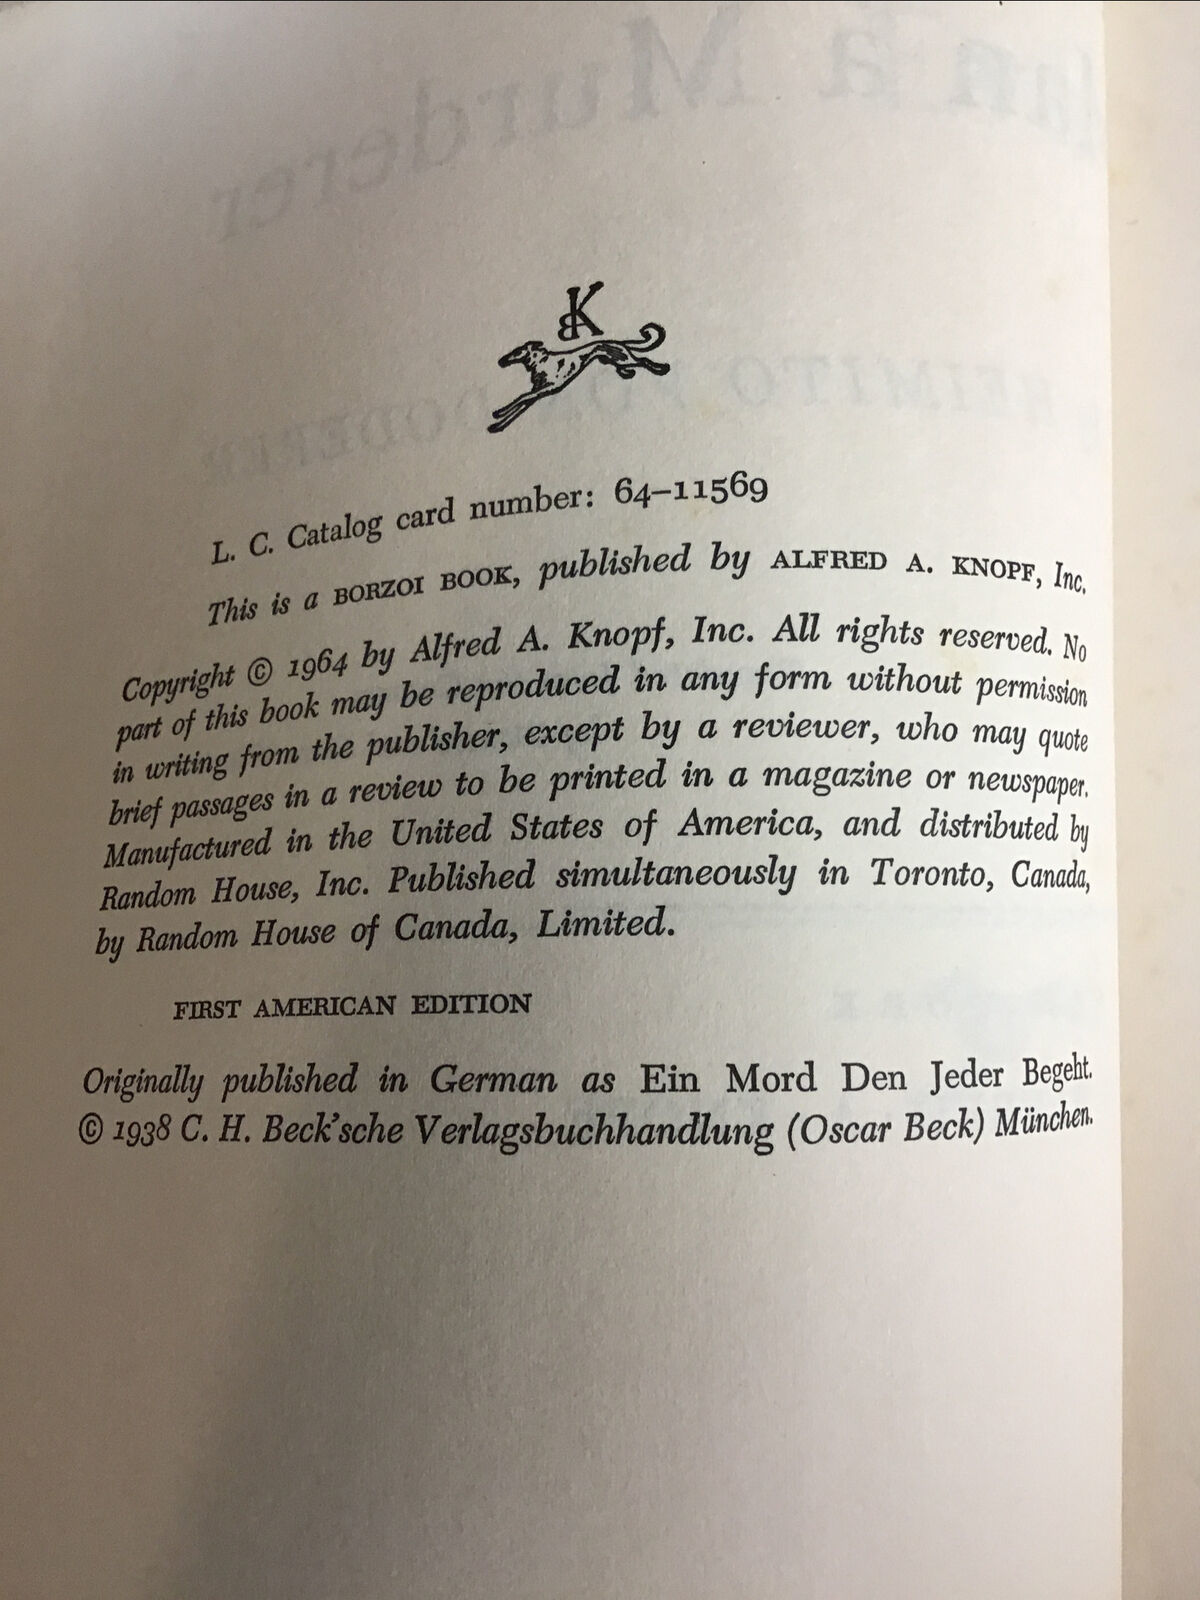 an a Murderer
BK
L. C. Catalog card number: 64–11569
This is a BORZOI BOOK, published by ALFRED A. KNOPF, Inc.
Copyright © 1964 by Alfred A. Knopf, Inc. All rights reserved. No
part of this book may be reproduced in any form without permission
in writing from the publisher, except by a reviewer, who may quote
brief passages in a review to be printed in a magazine or newspaper.
Manufactured in the United States of America, and distributed by
Random House, Inc. Published simultaneously in Toronto, Canada,
by Random House of Canada, Limited.
FIRST AMERICAN EDITION
Originally published in German as Ein Mord Den Jeder Begeht.
© 1938 C. H. Beck'sche Verlagsbuchhandlung (Oscar Beck) München.